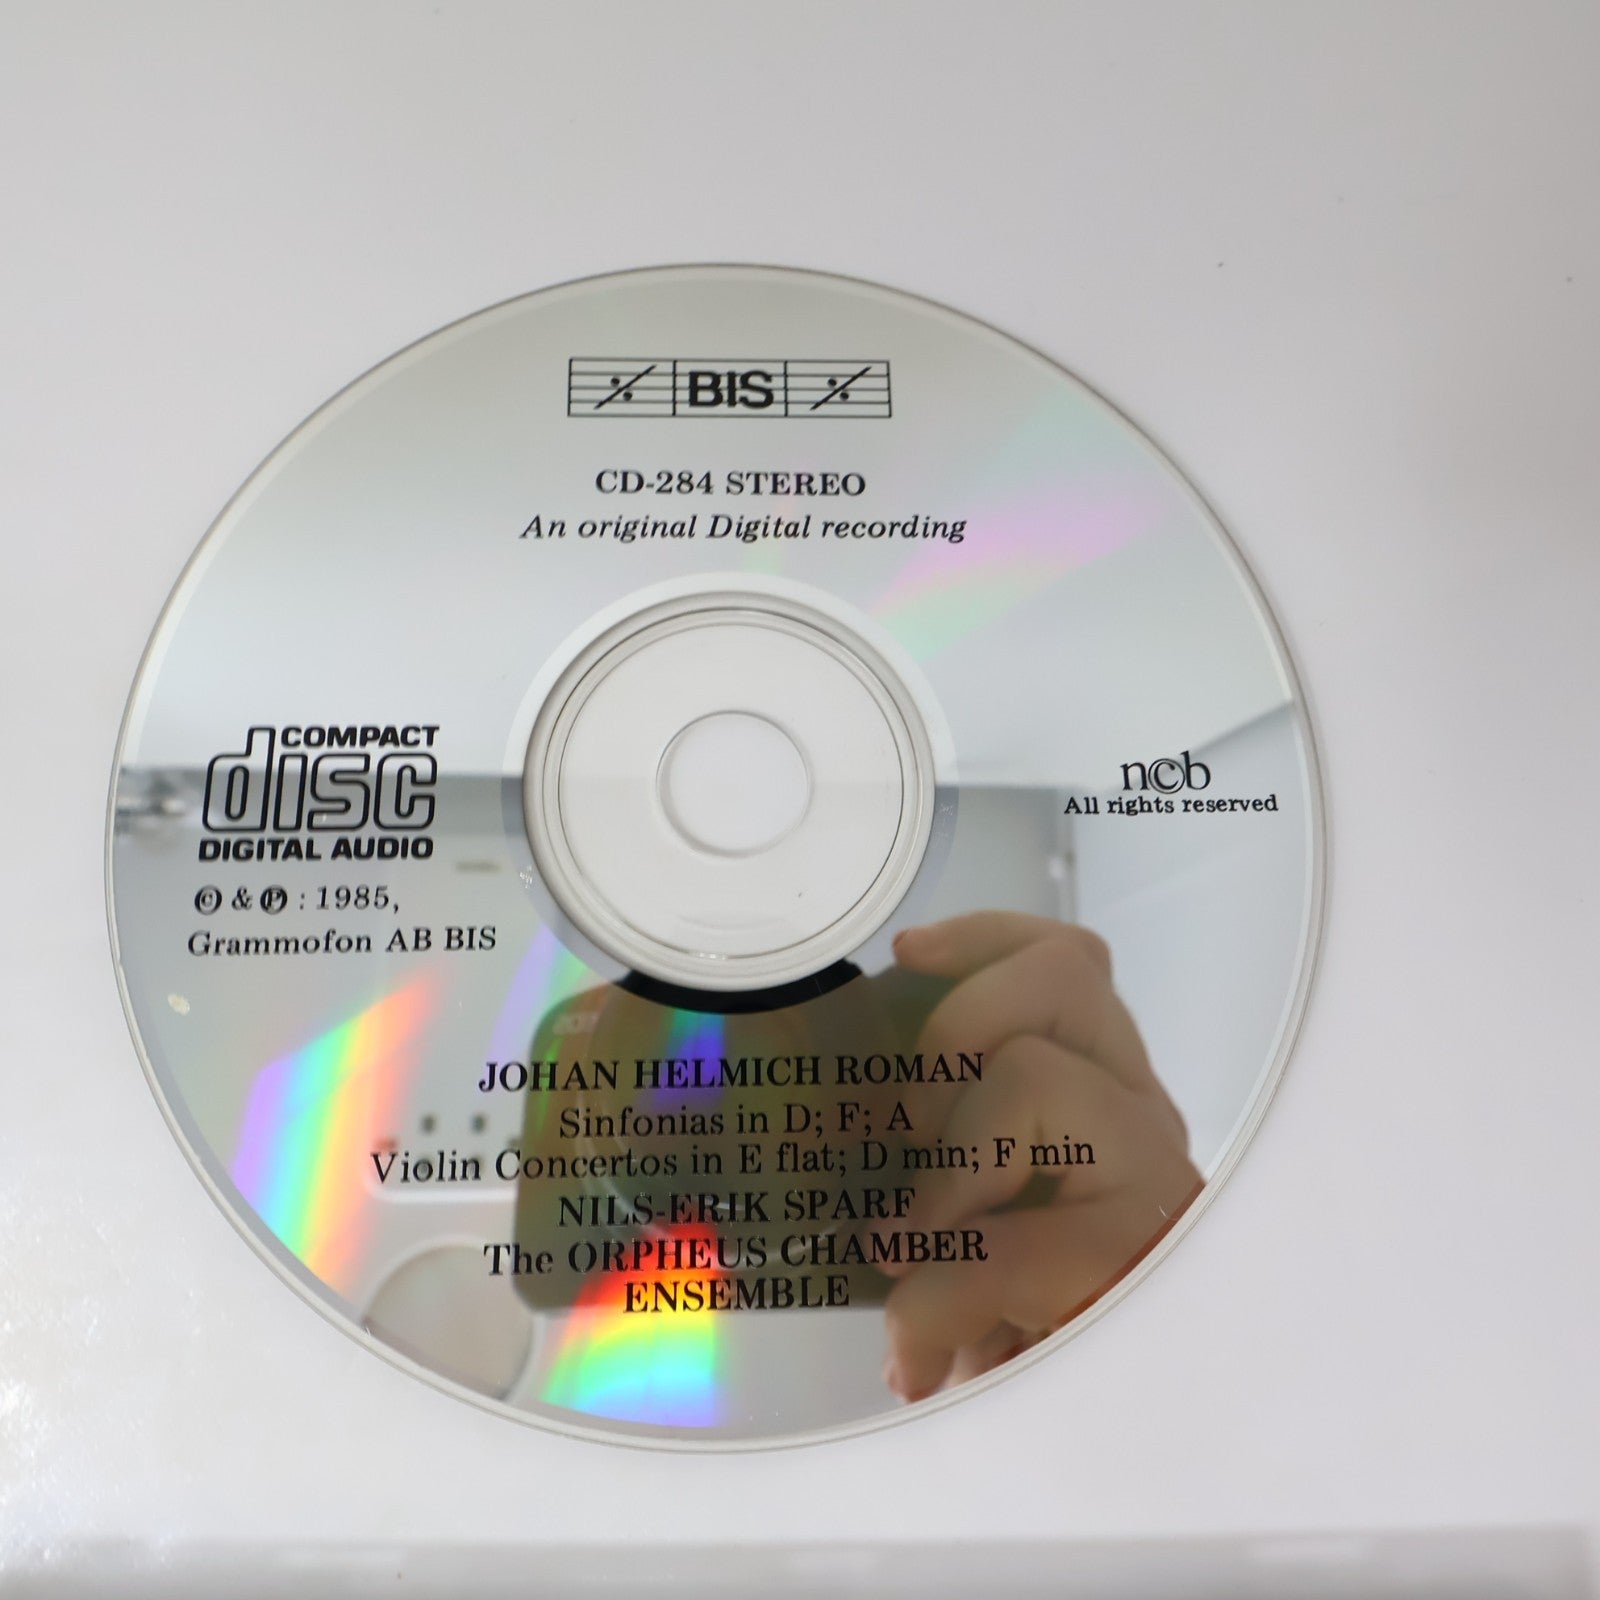 BIS
CD-284 STEREO
An original Digital recording
COMPACT
disc
DIGITAL AUDIO
© & ℗ : 1985,
Grammofon AB BIS
n©b
All rights reserved
JOHAN HELMICH ROMAN
Sinfonias in D; F; A
Violin Concertos in E flat; D min; F min
NILS-ERIK SPARF
The ORPHEUS CHAMBER
ENSEMBLE